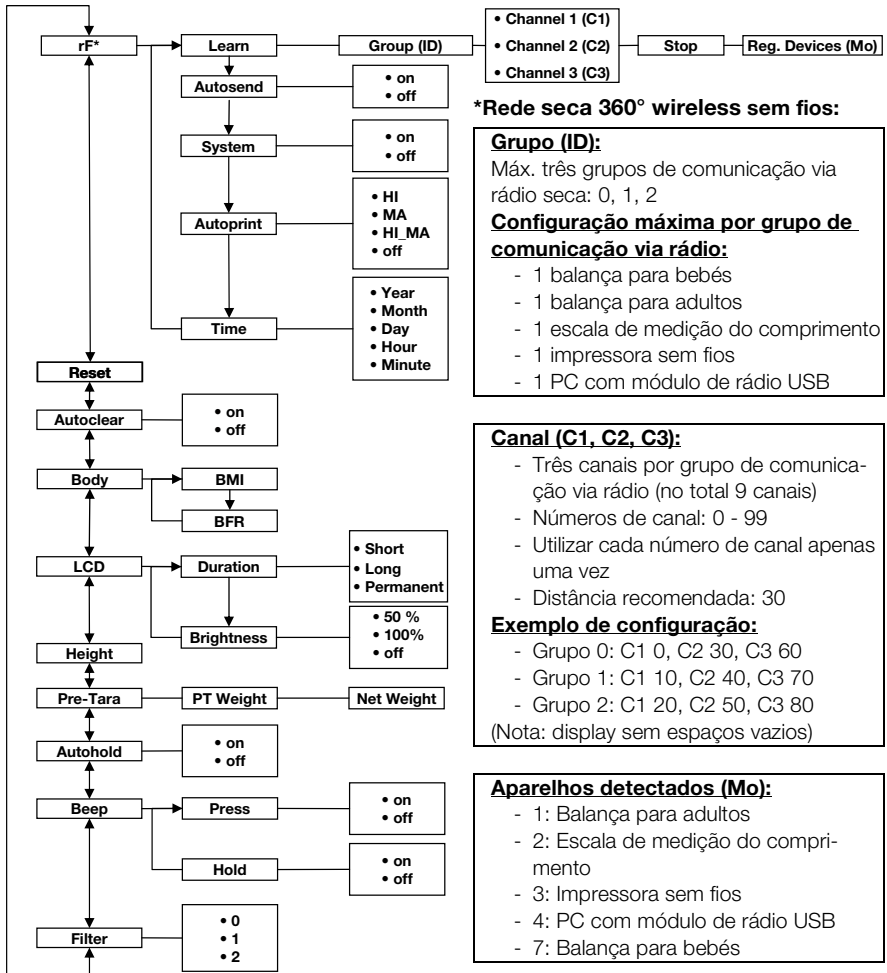 rF*
Learn
Group (ID)
• Channel 1 (C1)
• Channel 2 (C2)
• Channel 3 (C3)
Stop
Reg. Devices (Mo)
Autosend
• on
• off
System
• on
• off
Autoprint
• HI
• MA
• HI_MA
• off
Time
• Year
• Month
• Day
• Hour
• Minute
Reset
Autoclear
• on
• off
Body
BMI
BFR
LCD
Duration
• Short
• Long
• Permanent
Brightness
• 50 %
• 100%
• off
Height
Pre-Tara
PT Weight
Net Weight
Autohold
• on
• off
Beep
Press
• on
• off
Hold
• on
• off
Filter
• 0
• 1
• 2
*Rede seca 360° wireless sem fios:
Grupo (ID):
Máx. três grupos de comunicação via
rádio seca: 0, 1, 2
Configuração máxima por grupo de
comunicação via rádio:
- 1 balança para bebés
- 1 balança para adultos
- 1 escala de medição do comprimento
- 1 impressora sem fios
- 1 PC com módulo de rádio USB
Canal (C1, C2, C3):
- Três canais por grupo de comunica-
ção via rádio (no total 9 canais)
- Números de canal: 0 - 99
- Utilizar cada número de canal apenas
uma vez
- Distância recomendada: 30
Exemplo de configuração:
- Grupo 0: C1 0, C2 30, C3 60
- Grupo 1: C1 10, C2 40, C3 70
- Grupo 2: C1 20, C2 50, C3 80
(Nota: display sem espaços vazios)
Aparelhos detectados (Mo):
- 1: Balança para adultos
- 2: Escala de medição do compri-
mento
- 3: Impressora sem fios
- 4: PC com módulo de rádio USB
- 7: Balança para bebés